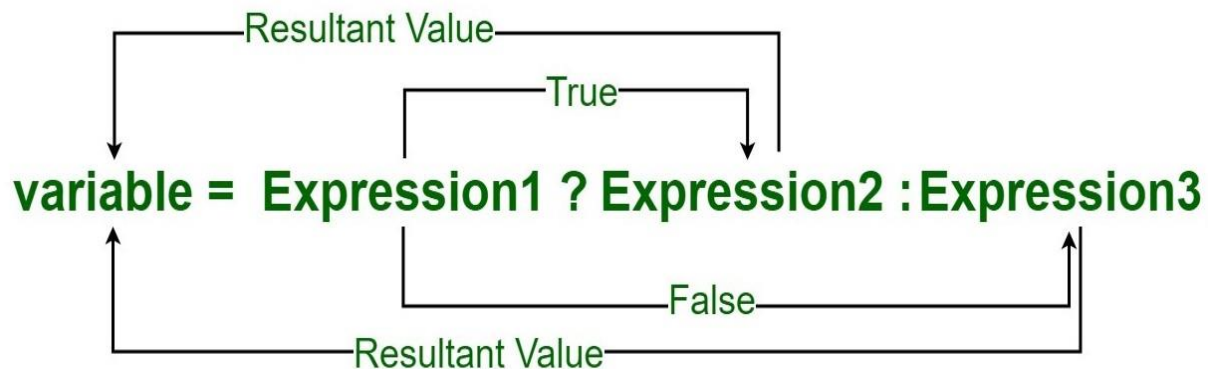 Resultant Value
True
variable = Expression1 ? Expression2 : Expression3
False
Resultant Value